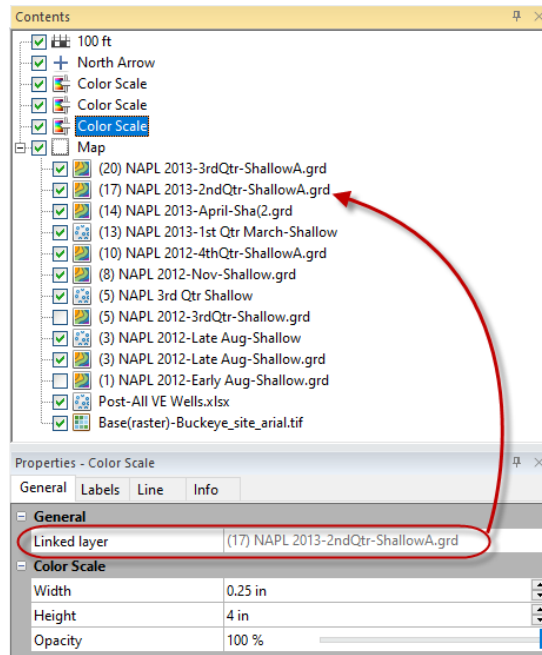 Contents
100 ft
North Arrow
Color Scale
Color Scale
Color Scale
Map
(20) NAPL 2013-3rdQtr-ShallowA.grd
(17) NAPL 2013-2ndQtr-ShallowA.grd
(14) NAPL 2013-April-Sha(2.grd
(13) NAPL 2013-1st Qtr March-Shallow
(10) NAPL 2012-4thQtr-ShallowA.grd
(8) NAPL 2012-Nov-Shallow.grd
(5) NAPL 3rd Qtr Shallow
(5) NAPL 2012-3rdQtr-Shallow.grd
(3) NAPL 2012-Late Aug-Shallow
(3) NAPL 2012-Late Aug-Shallow.grd
(1) NAPL 2012-Early Aug-Shallow.grd
Post-All VE Wells.xlsx
Base(raster)-Buckeye_site_arial.tif
Properties - Color Scale
General Labels Line Info
General
Linked layer (17) NAPL 2013-2ndQtr-ShallowA.grd
Color Scale
Width 0.25 in
Height 4 in
Opacity 100 %